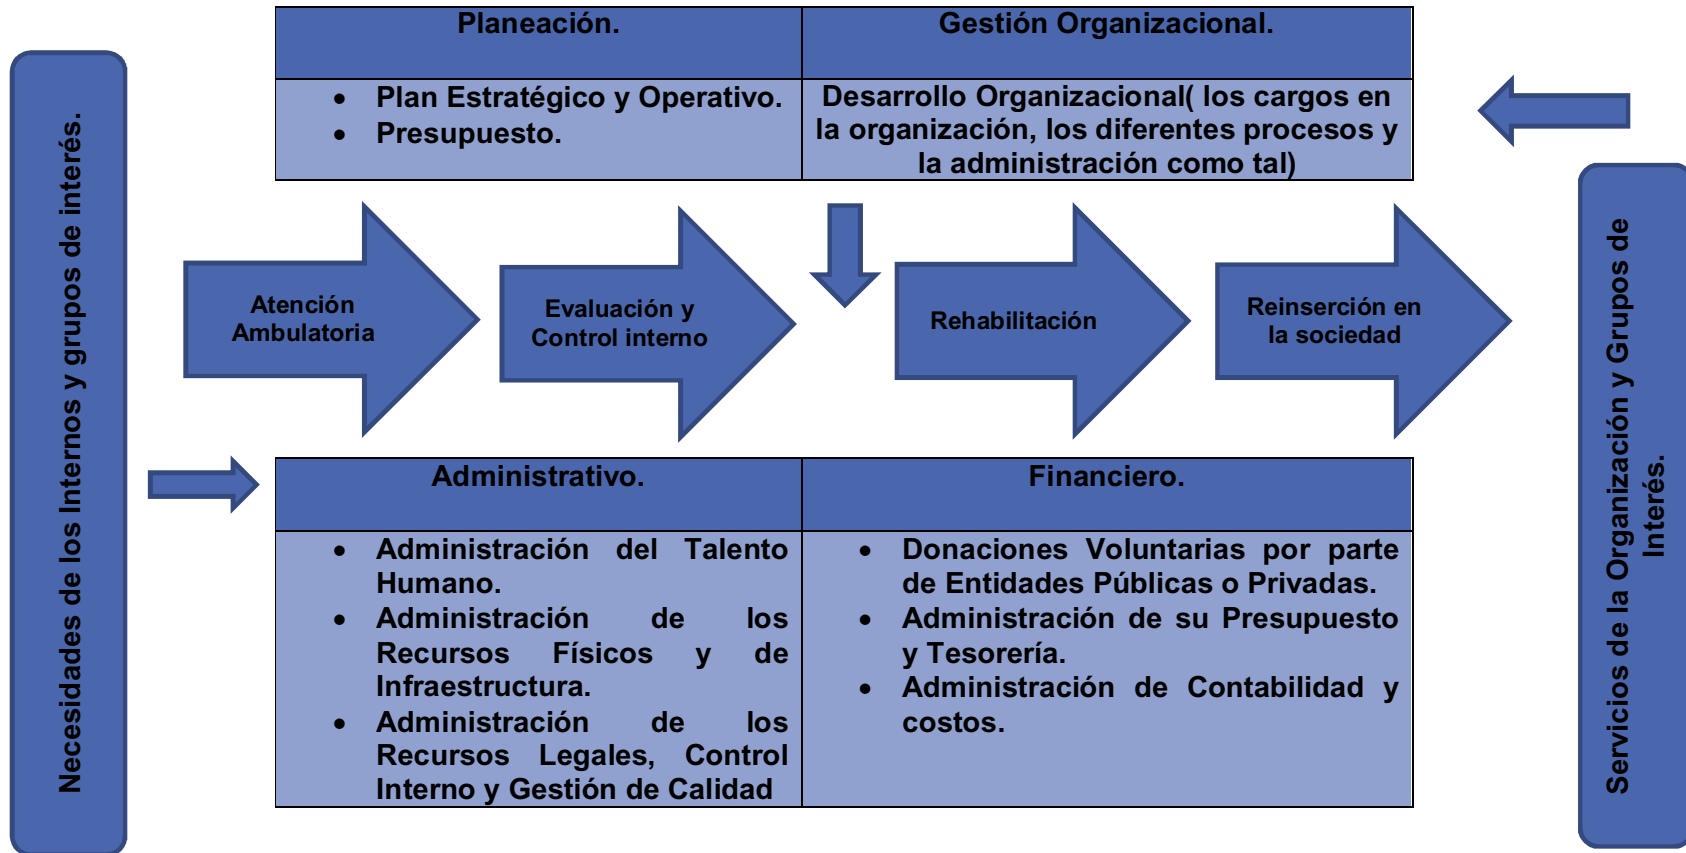 Necesidades de los Internos y grupos de interés.
Planeación.
Gestión Organizacional.
• Plan Estratégico y Operativo.
• Presupuesto.
Desarrollo Organizacional( los cargos en
la organización, los diferentes procesos y
la administración como tal)
Atención
Ambulatoria
Evaluación y
Control interno
Rehabilitación
Reinserción en
la sociedad
Administrativo.
Financiero.
• Administración del Talento
Humano.
• Administración de los
Recursos Físicos y de
Infraestructura.
• Administración de los
Recursos Legales, Control
Interno y Gestión de Calidad
• Donaciones Voluntarias por parte
de Entidades Públicas o Privadas.
• Administración de su Presupuesto
y Tesorería.
• Administración de Contabilidad y
costos.
Servicios de la Organización y Grupos de
Interés.